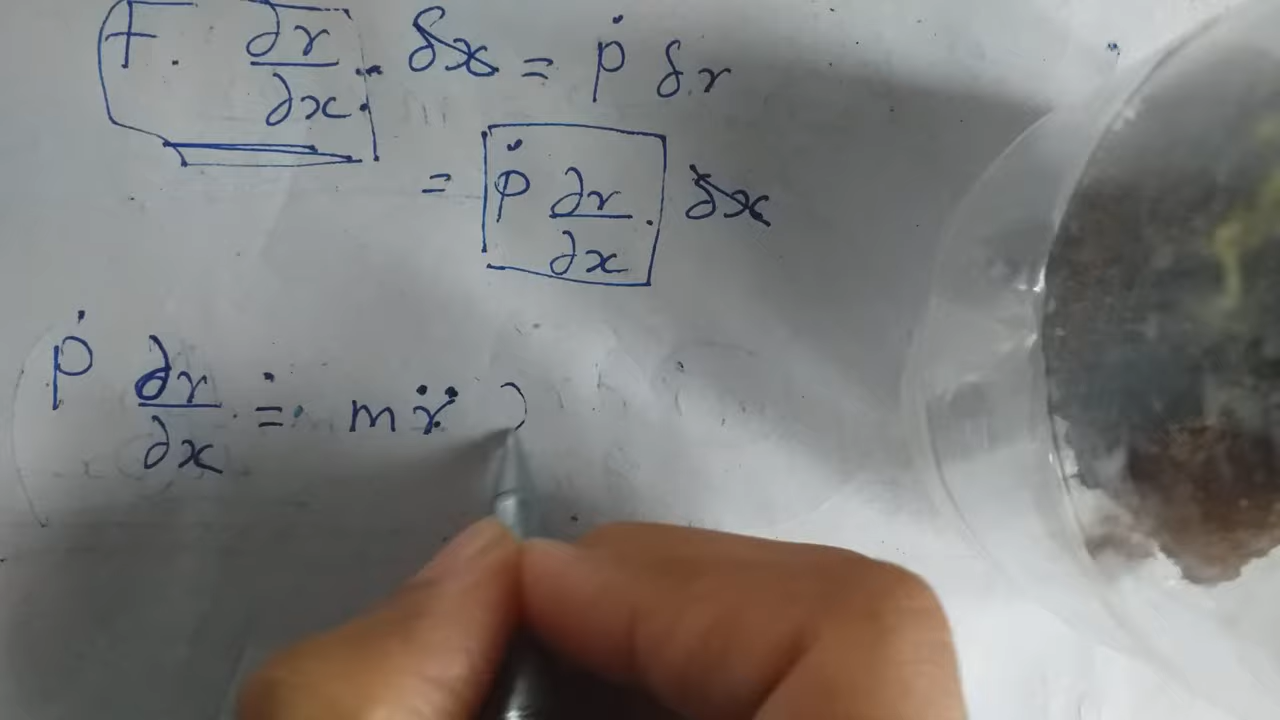 F. ∂r/∂x . δx = ṗ δr
= ṗ ∂r/∂x . δx
ṗ ∂r/∂x = m r̈